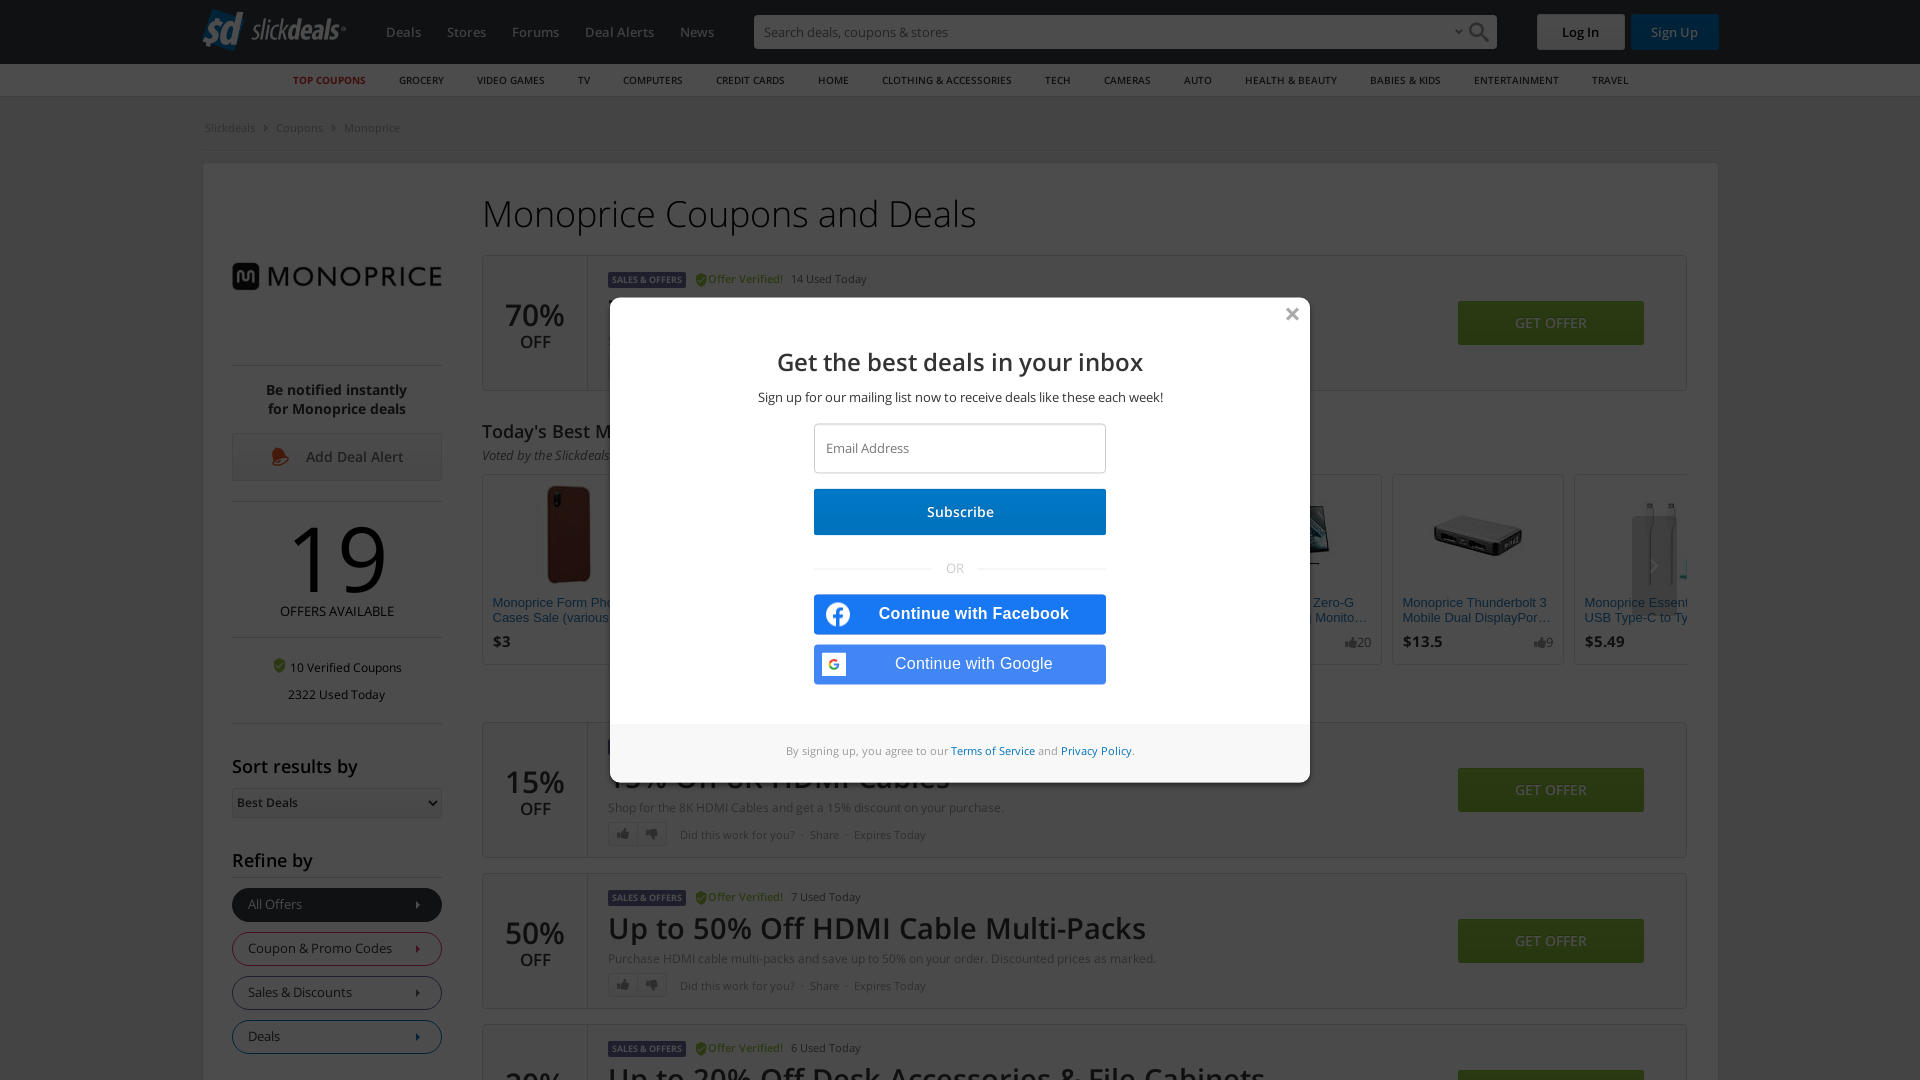 slickdeals
Deals
Stores
Forums
Deal Alerts
News
Search deals, coupons & stores
Log In
Sign Up
TOP COUPONS
GROCERY
VIDEO GAMES
TV
COMPUTERS
CREDIT CARDS
HOME
CLOTHING & ACCESSORIES
TECH
CAMERAS
AUTO
HEALTH & BEAUTY
BABIES & KIDS
ENTERTAINMENT
TRAVEL
Slickdeals
Coupons
Monoprice
MONOPRICE
Be notified instantly
for Monoprice deals
Add Deal Alert
19
OFFERS AVAILABLE
10 Verified Coupons
2322 Used Today
Sort results by
Best Deals
Refine by
All Offers
Coupon & Promo Codes
Sales & Discounts
Deals
Monoprice Coupons and Deals
70%
OFF
SALES & OFFERS
Offer Verified!
14 Used Today
GET OFFER
Today's Best M
Voted by the Slickdeals
Monoprice Form Pho
Cases Sale (various
$3
Zero-G
Monito...
20
Monoprice Thunderbolt 3
Mobile Dual DisplayPor...
$13.5
9
Monoprice Essent
USB Type-C to Ty
$5.49
Get the best deals in your inbox
Sign up for our mailing list now to receive deals like these each week!
Email Address
Subscribe
OR
Continue with Facebook
Continue with Google
By signing up, you agree to our Terms of Service and Privacy Policy.
15%
OFF
15% Off 8K HDMI Cables
Shop for the 8K HDMI Cables and get a 15% discount on your purchase.
Did this work for you? · Share · Expires Today
GET OFFER
50%
OFF
SALES & OFFERS
Offer Verified!
7 Used Today
Up to 50% Off HDMI Cable Multi-Packs
Purchase HDMI cable multi-packs and save up to 50% on your order. Discounted prices as marked.
Did this work for you? · Share · Expires Today
GET OFFER
20%
SALES & OFFERS
Offer Verified!
6 Used Today
Up to 20% Off Desk Accessories & File Cabinets